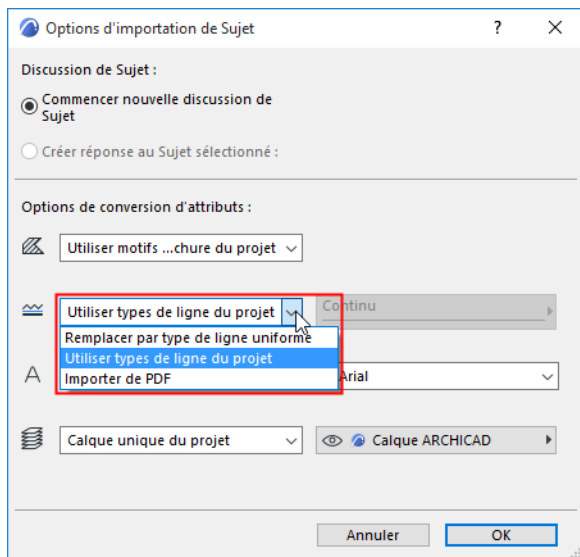 Options d'importation de Sujet
Discussion de Sujet :
Commencer nouvelle discussion de
Sujet
Créer réponse au Sujet sélectionné :
Options de conversion d'attributs :
Utiliser motifs ...chure du projet
Utiliser types de ligne du projet
Continu
Remplacer par type de ligne uniforme
Utiliser types de ligne du projet
Importer de PDF
Arial
Calque unique du projet
Calque ARCHICAD
Annuler
OK